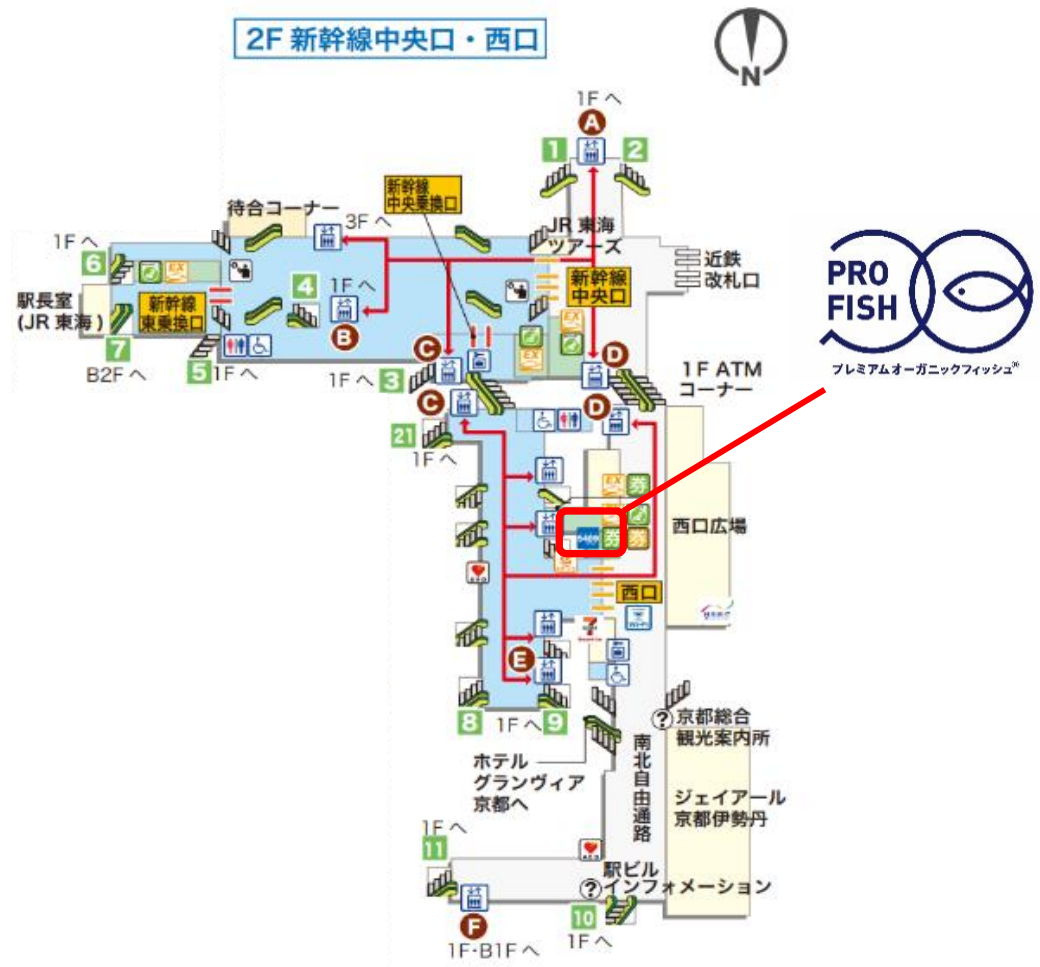 2F 新幹線中央口・西口
N
1F へ
A
1
2
新幹線
中央乗換口
待合コーナー
3F へ
JR 東海
ツアーズ
1F へ
6
近鉄
改札口
EX
4
1F へ
新幹線
中央口
駅長室
(JR 東海)
新幹線
東乗換口
B
EX
7
B2F へ
5
1F へ
1F へ
3
C
EX
D
1F ATM
コーナー
C
D
21
1F へ
PRO
FISH
プレミアムオーガニックフィッシュ®
EX
券
EX
5489
券
券
西口広場
西口
E
8
1F へ
9
京都総合
観光案内所
ホテル
グランヴィア
京都へ
南北自由通路
ジェイアール
京都伊勢丹
1F へ
11
駅ビル
インフォメーション
F
1F・B1F へ
10
1F へ